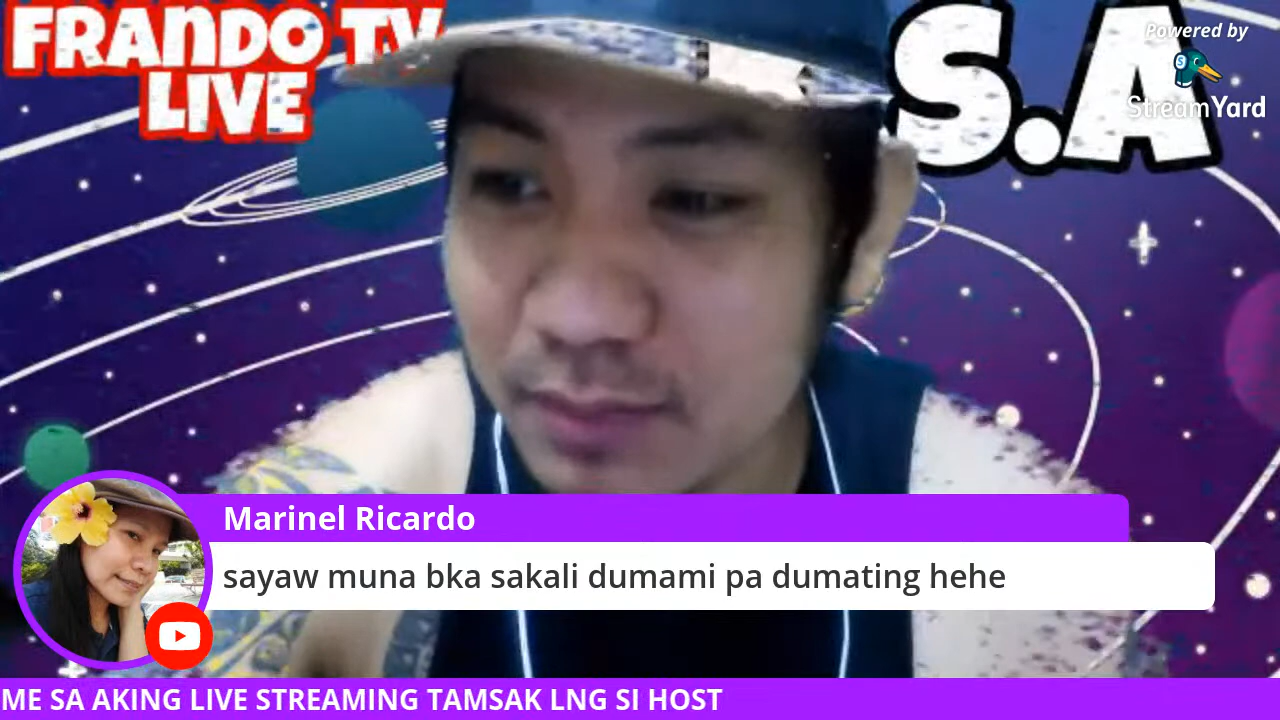 FRANDO TV
LIVE
S.A
Powered by
StreamYard
Marinel Ricardo
sayaw muna bka sakali dumami pa dumating hehe
ME SA AKING LIVE STREAMING TAMSAK LNG SI HOST